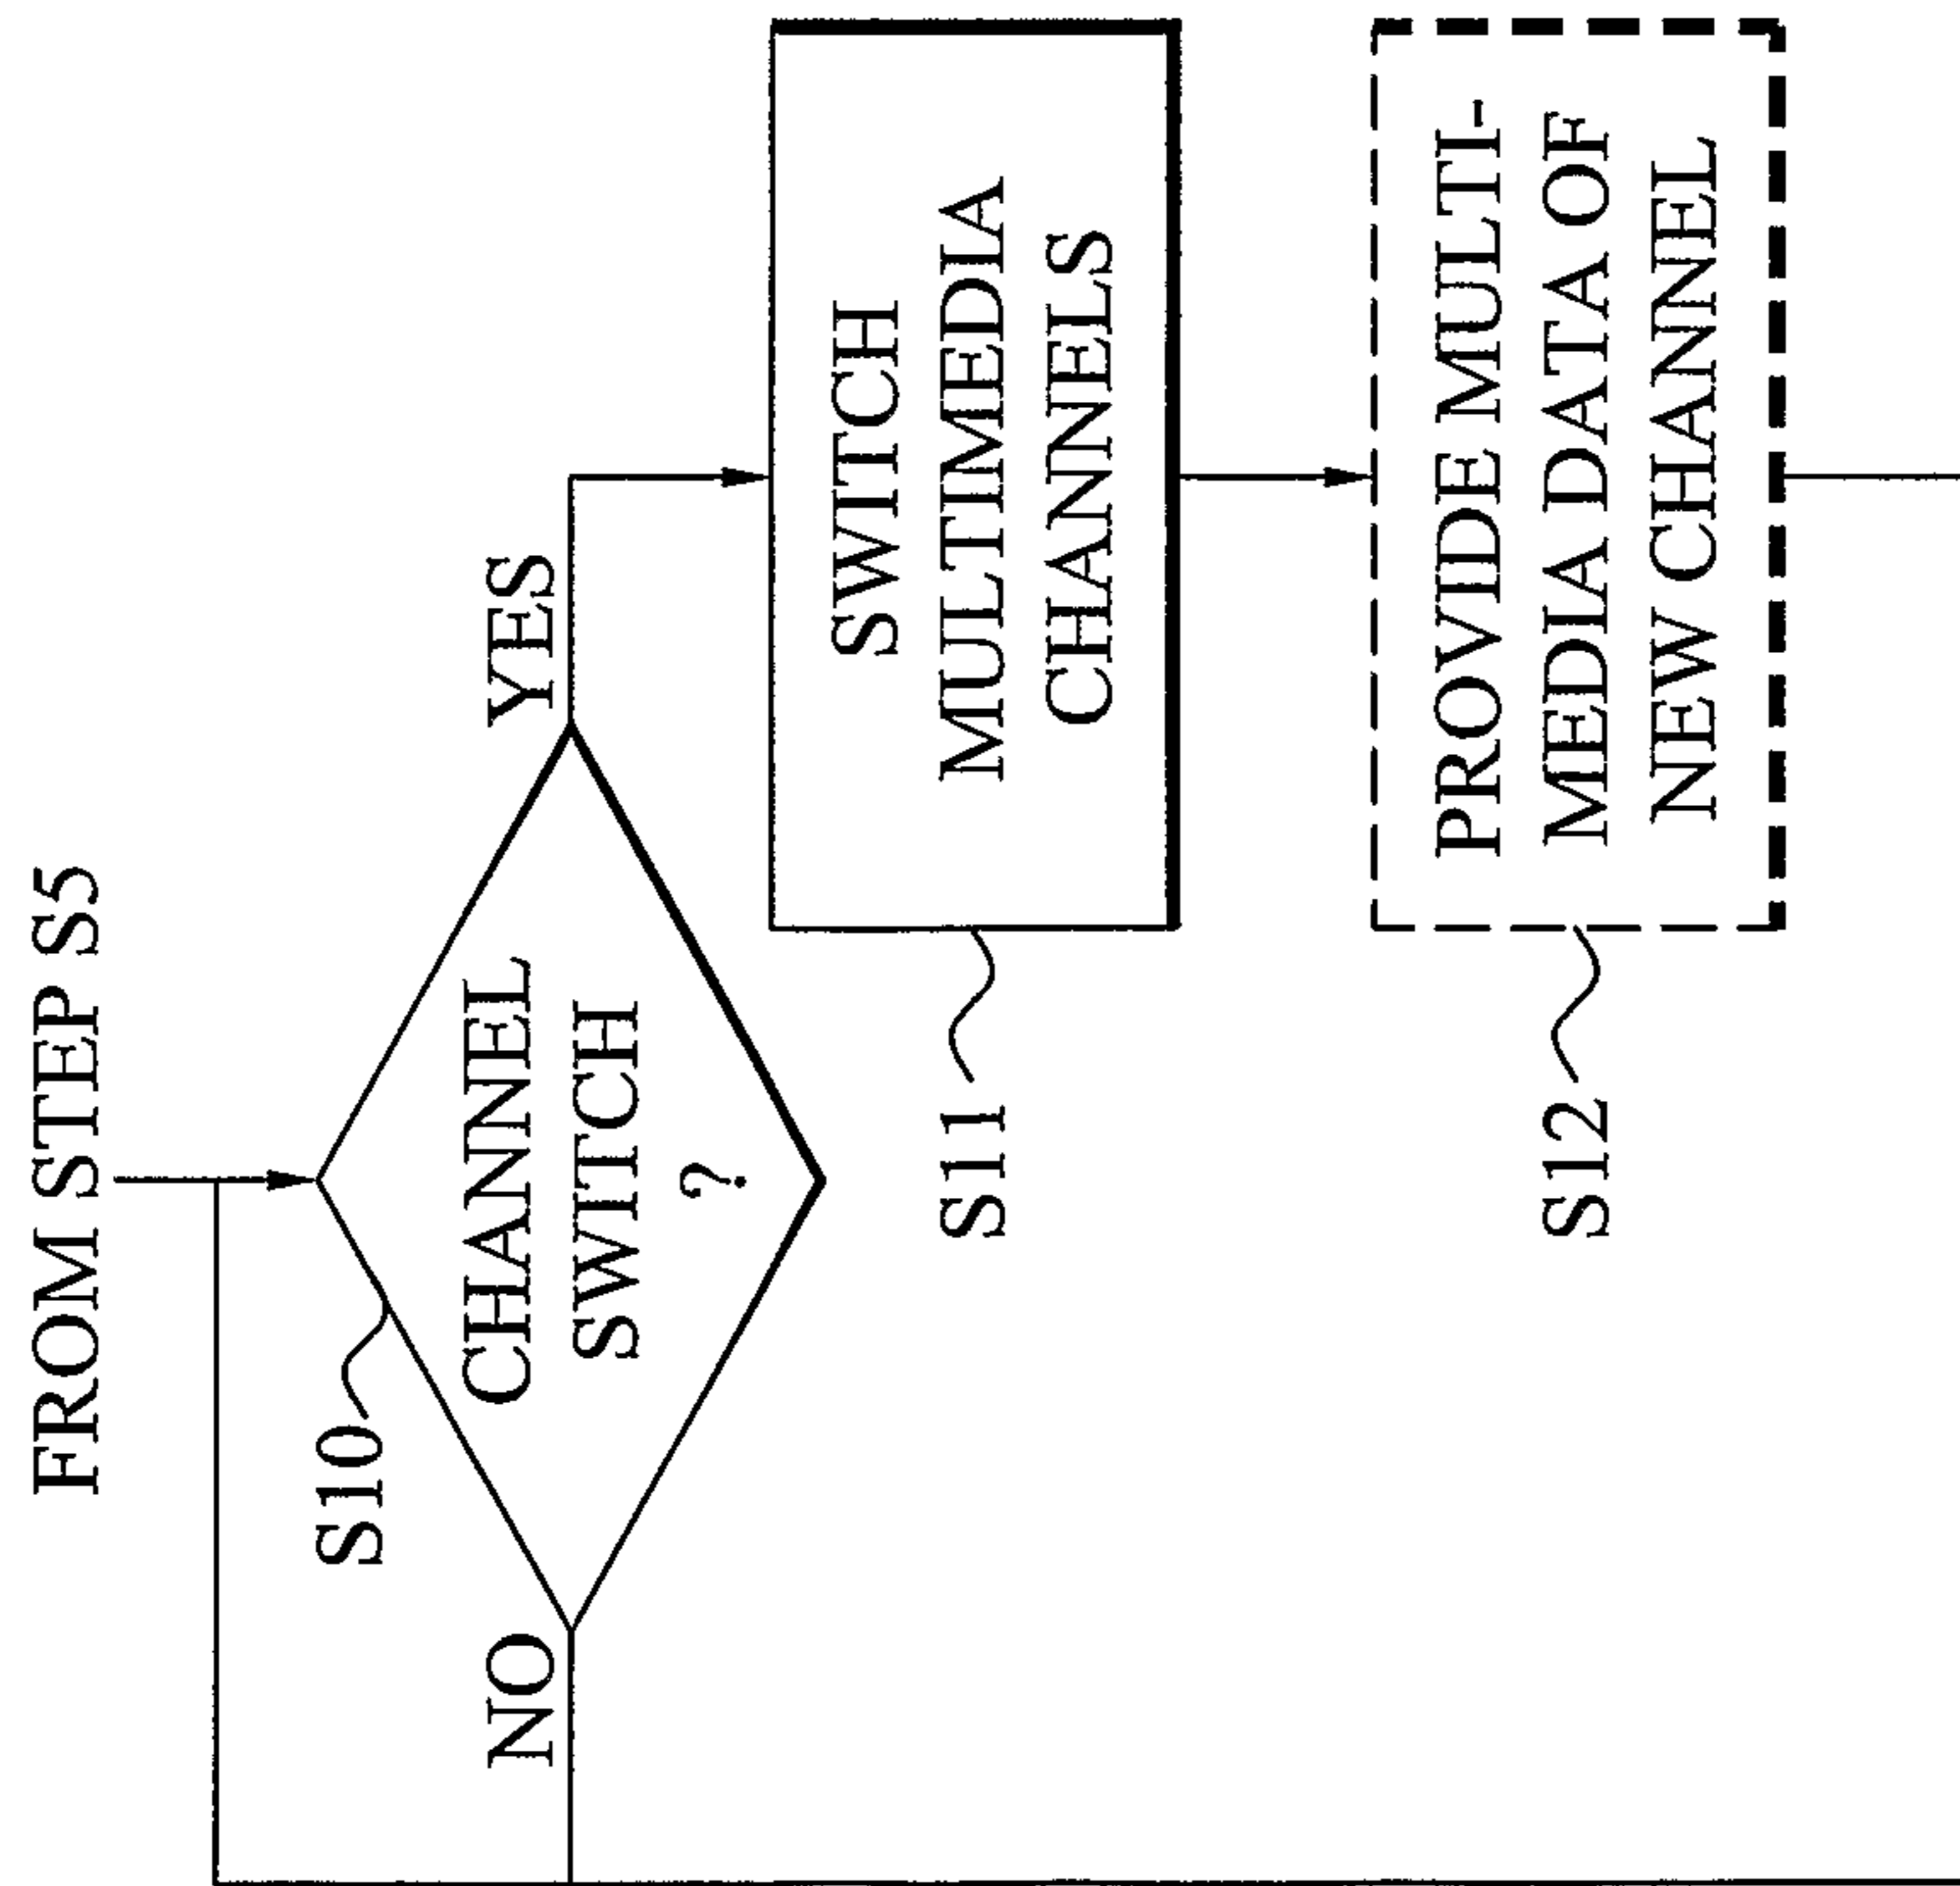 FROM STEP S5
S10
CHANNEL
SWITCH
?
NO
YES
S11
SWITCH
MULTIMEDIA
CHANNELS
S12
PROVIDE MULTI-
MEDIA DATA OF
NEW CHANNEL